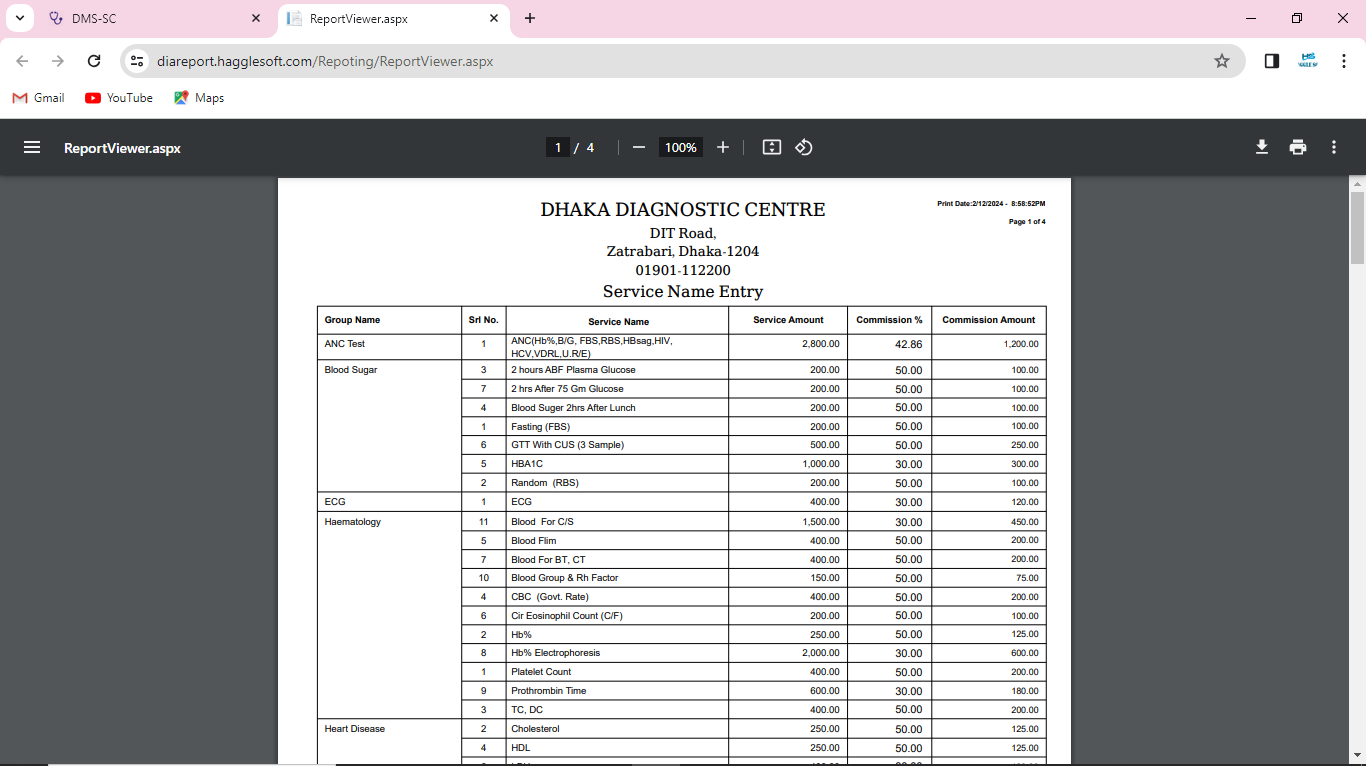 DMS-SC
ReportViewer.aspx
diareport.hagglesoft.com/Repoting/ReportViewer.aspx
Gmail YouTube Maps
ReportViewer.aspx 1 / 4 100%
DHAKA DIAGNOSTIC CENTRE
Print Date:2/12/2024 - 8:58:52PM
Page 1 of 4
DIT Road,
Zatrabari, Dhaka-1204
01901-112200
Service Name Entry
Group Name Srl No. Service Name Service Amount Commission % Commission Amount
ANC Test 1 ANC(Hb%,B/G, FBS,RBS,HBsag,HIV, 2,800.00 42.86 1,200.00
HCV,VDRL,U.R/E)
Blood Sugar 3 2 hours ABF Plasma Glucose 200.00 50.00 100.00
7 2 hrs After 75 Gm Glucose 200.00 50.00 100.00
4 Blood Suger 2hrs After Lunch 200.00 50.00 100.00
1 Fasting (FBS) 200.00 50.00 100.00
6 GTT With CUS (3 Sample) 500.00 50.00 250.00
5 HBA1C 1,000.00 30.00 300.00
2 Random (RBS) 200.00 50.00 100.00
ECG 1 ECG 400.00 30.00 120.00
Haematology 11 Blood For C/S 1,500.00 30.00 450.00
5 Blood Flim 400.00 50.00 200.00
7 Blood For BT, CT 400.00 50.00 200.00
10 Blood Group & Rh Factor 150.00 50.00 75.00
4 CBC (Govt. Rate) 400.00 50.00 200.00
6 Cir Eosinophil Count (C/F) 200.00 50.00 100.00
2 Hb% 250.00 50.00 125.00
8 Hb% Electrophoresis 2,000.00 30.00 600.00
1 Platelet Count 400.00 50.00 200.00
9 Prothrombin Time 600.00 30.00 180.00
3 TC, DC 400.00 50.00 200.00
Heart Disease 2 Cholesterol 250.00 50.00 125.00
4 HDL 250.00 50.00 125.00